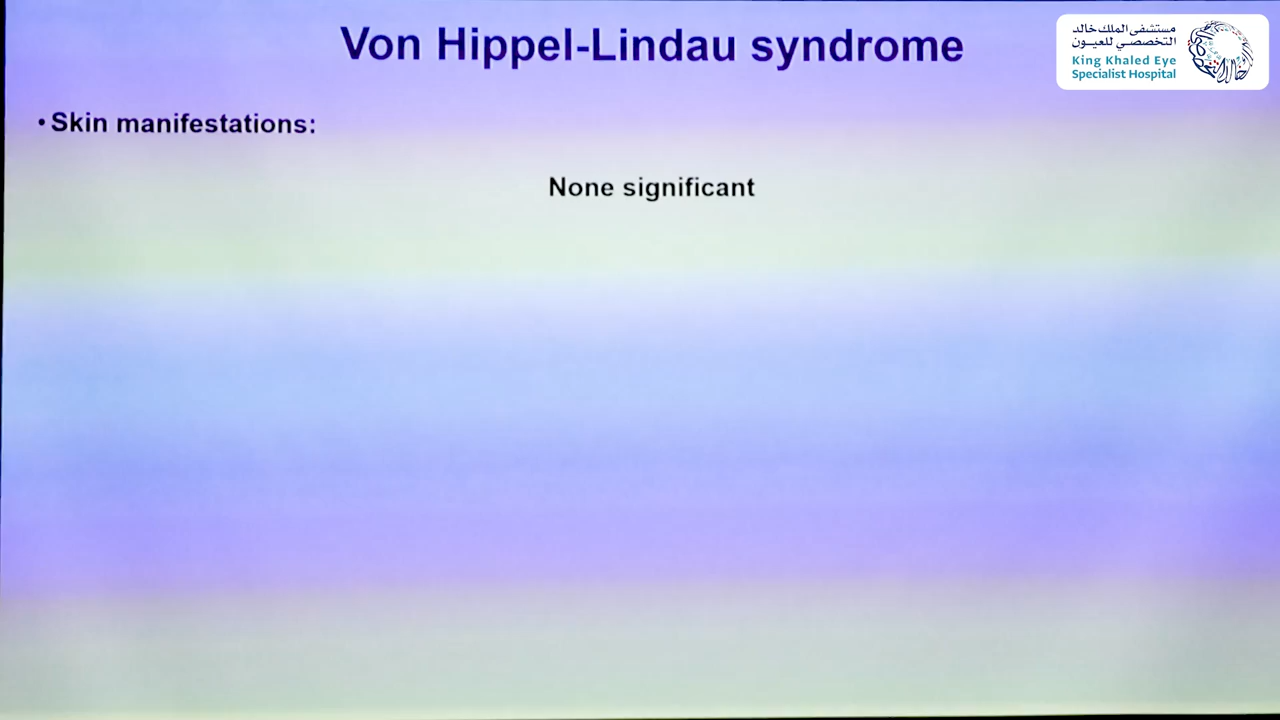 Von Hippel-Lindau syndrome
مستشفى الملك خالد
التخصصي للعيون
King Khaled Eye
Specialist Hospital
• Skin manifestations:
None significant